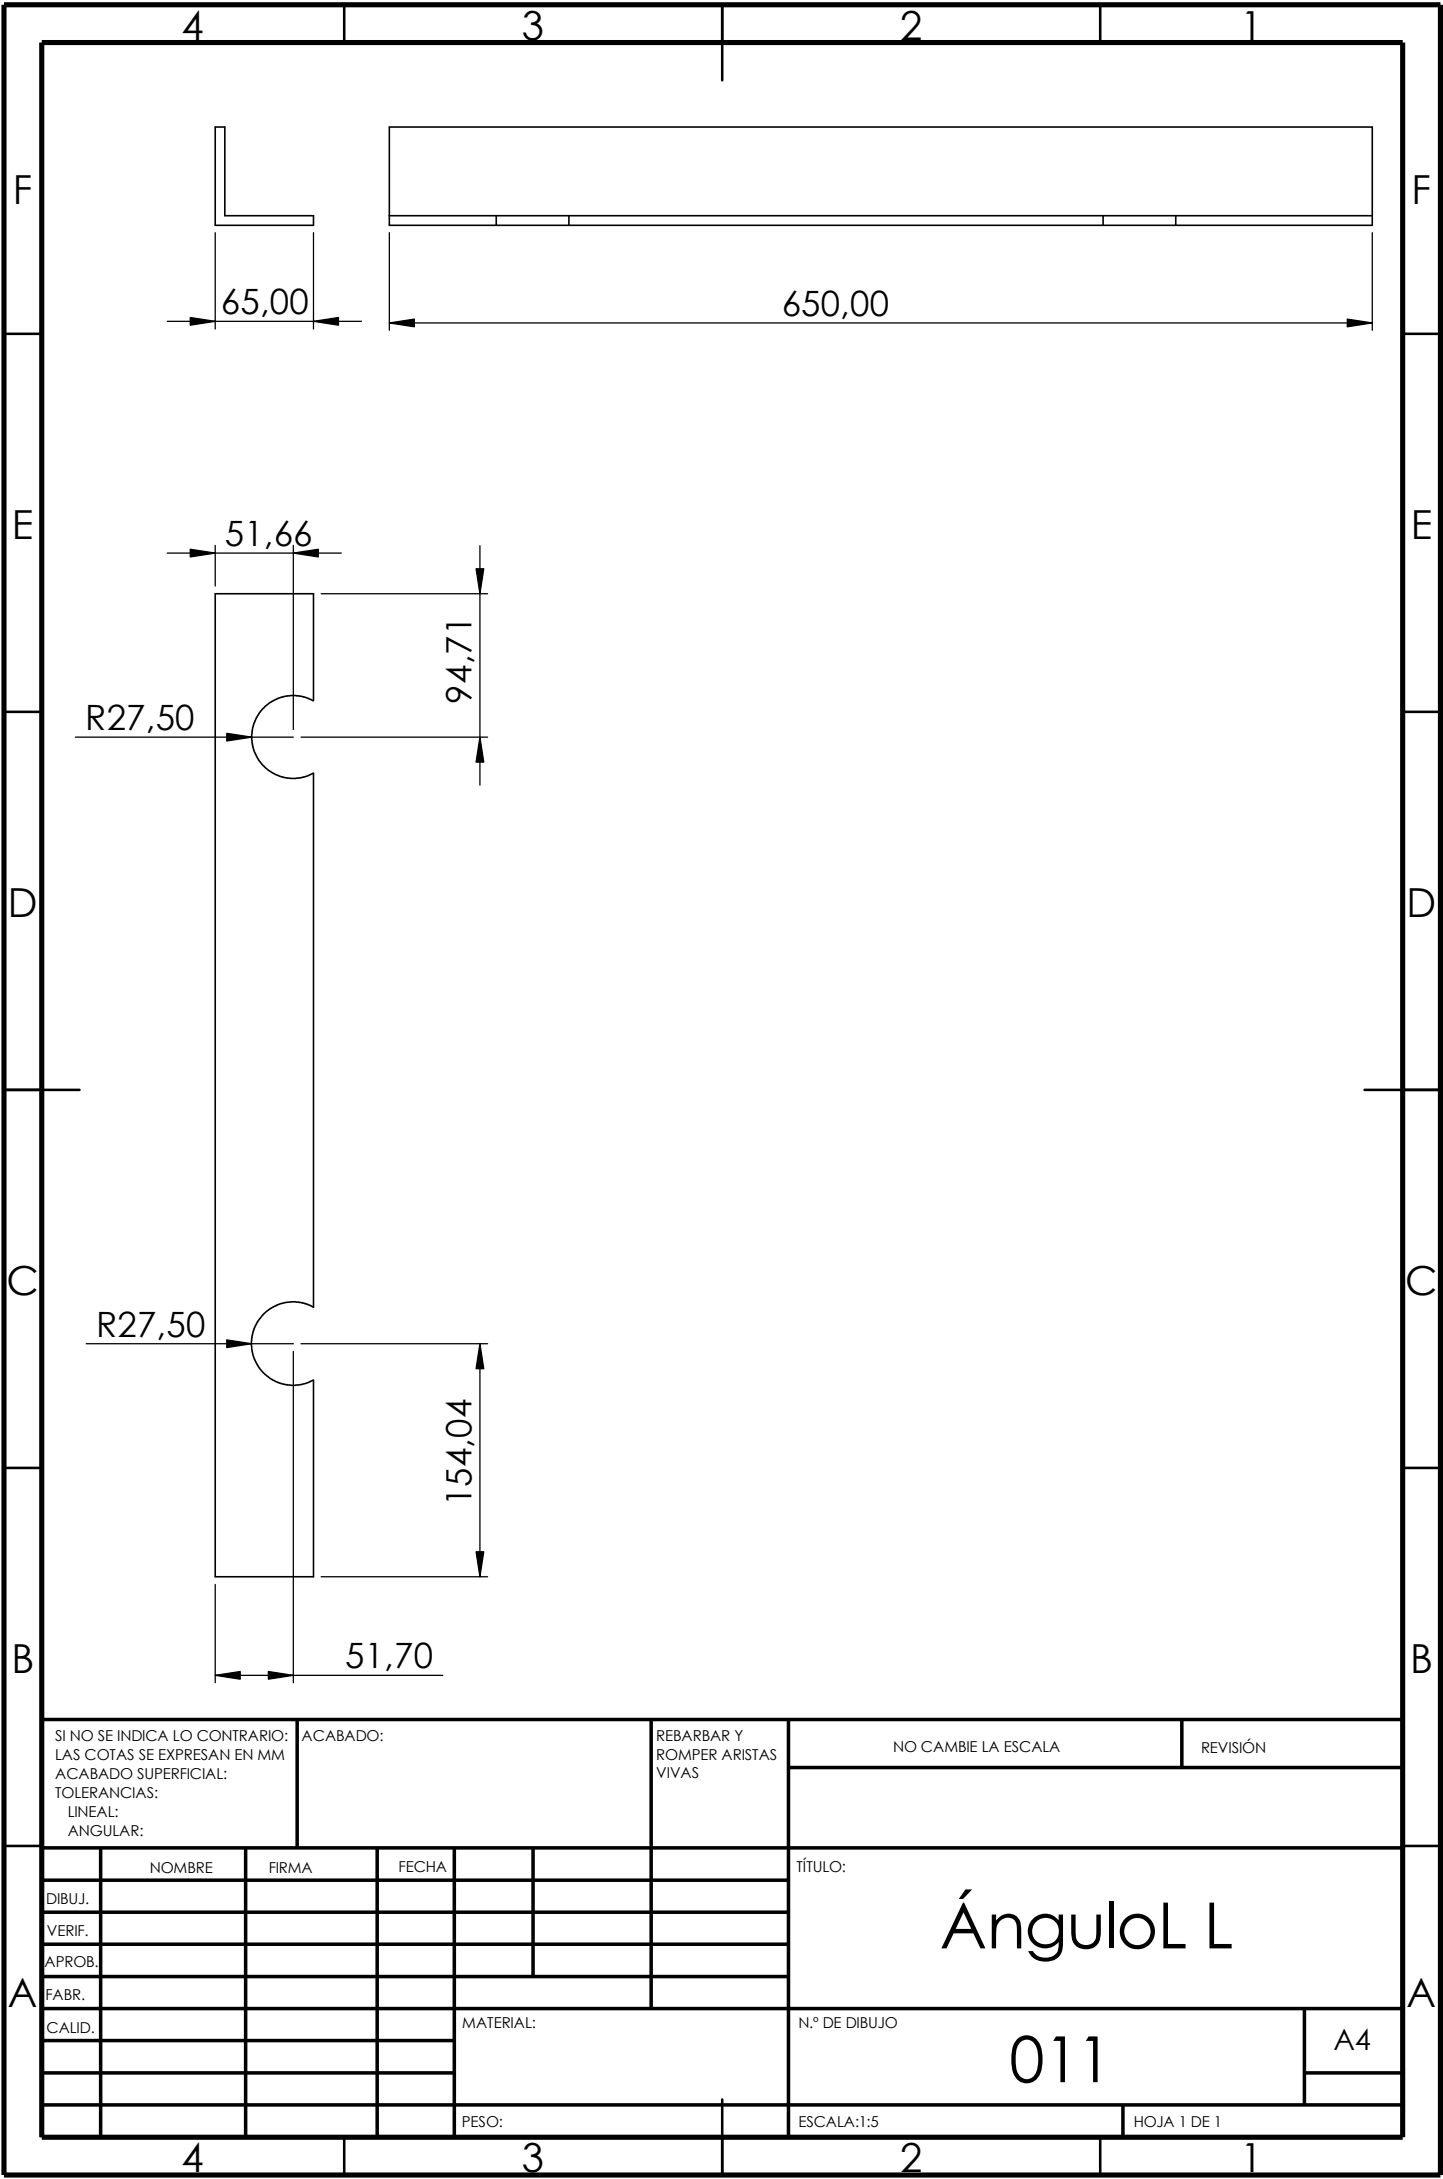 4 3 2 1
F F
65,00 650,00
E E
51,66
94,71
R27,50
D D
C C
R27,50
154,04
B B
51,70
SI NO SE INDICA LO CONTRARIO:
LAS COTAS SE EXPRESAN EN MM
ACABADO SUPERFICIAL:
TOLERANCIAS:
LINEAL:
ANGULAR:
ACABADO:
REBARBAR Y
ROMPER ARISTAS
VIVAS
NO CAMBIE LA ESCALA
REVISIÓN
NOMBRE FIRMA FECHA
DIBUJ.
VERIF.
APROB.
FABR.
CALID.
TÍTULO:
ÁnguloL L
A A
MATERIAL:
N.º DE DIBUJO
011
A4
PESO:
ESCALA:1:5
HOJA 1 DE 1
4 3 2 1